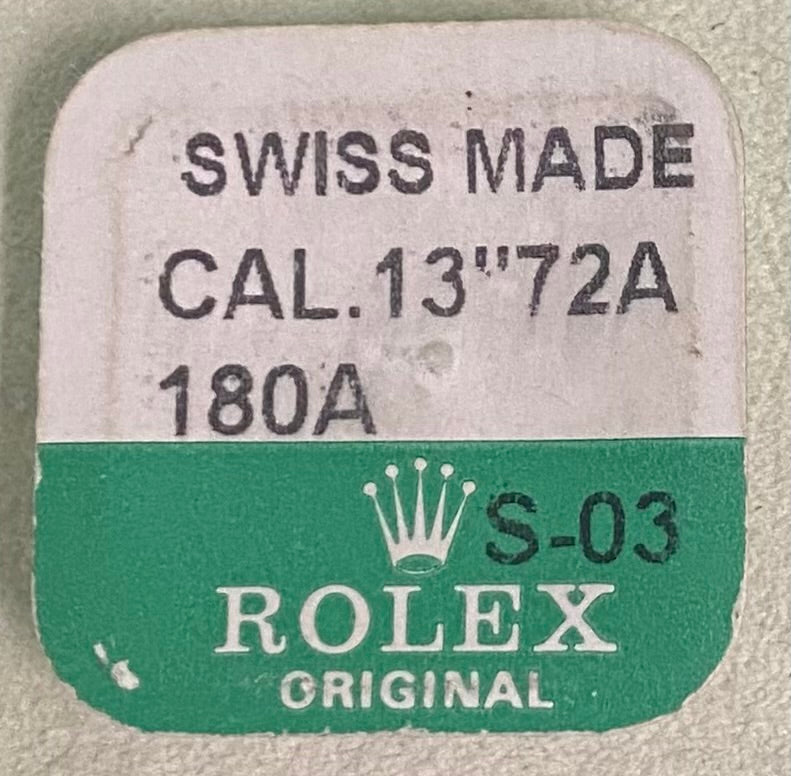 SWISS MADE
CAL.13"72A
180A
S-03
ROLEX
ORIGINAL